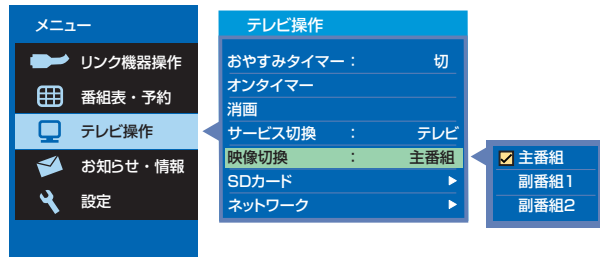 メニュー
リンク機器操作
番組表・予約
テレビ操作
お知らせ・情報
設定
テレビ操作
おやすみタイマー： 切
オンタイマー
消画
サービス切換 ： テレビ
映像切換 ： 主番組
SDカード
ネットワーク
主番組
副番組1
副番組2